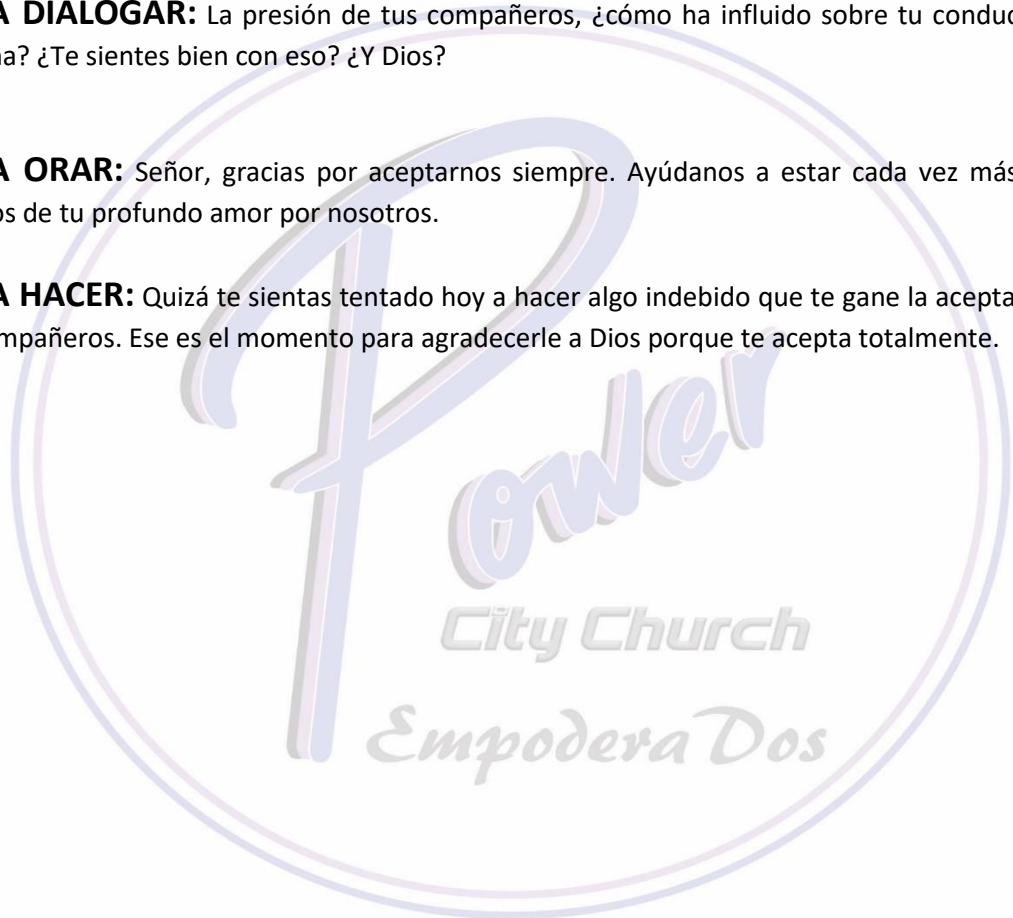 A DIALOGAR: La presión de tus compañeros, ¿cómo ha influido sobre tu conduc
na? ¿Te sientes bien con eso? ¿Y Dios?
A ORAR: Señor, gracias por aceptarnos siempre. Ayúdanos a estar cada vez más
os de tu profundo amor por nosotros.
A HACER: Quizá te sientas tentado hoy a hacer algo indebido que te gane la acepta
mpañeros. Ese es el momento para agradecerle a Dios porque te acepta totalmente.
Power
City Church
EmpoderaDos